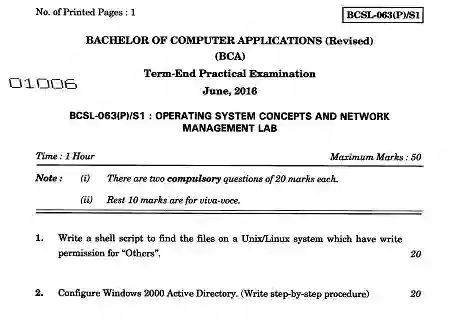 No. of Printed Pages : 1
BCSL-063(P)/S1
BACHELOR OF COMPUTER APPLICATIONS (Revised)
(BCA)
Term-End Practical Examination
01006
June, 2016
BCSL-063(P)/S1 : OPERATING SYSTEM CONCEPTS AND NETWORK
MANAGEMENT LAB
Time : 1 Hour
Maximum Marks : 50
Note : (i) There are two compulsory questions of 20 marks each.
(ii) Rest 10 marks are for viva-voce.
1. Write a shell script to find the files on a Unix/Linux system which have write
permission for "Others". 20
2. Configure Windows 2000 Active Directory. (Write step-by-step procedure) 20